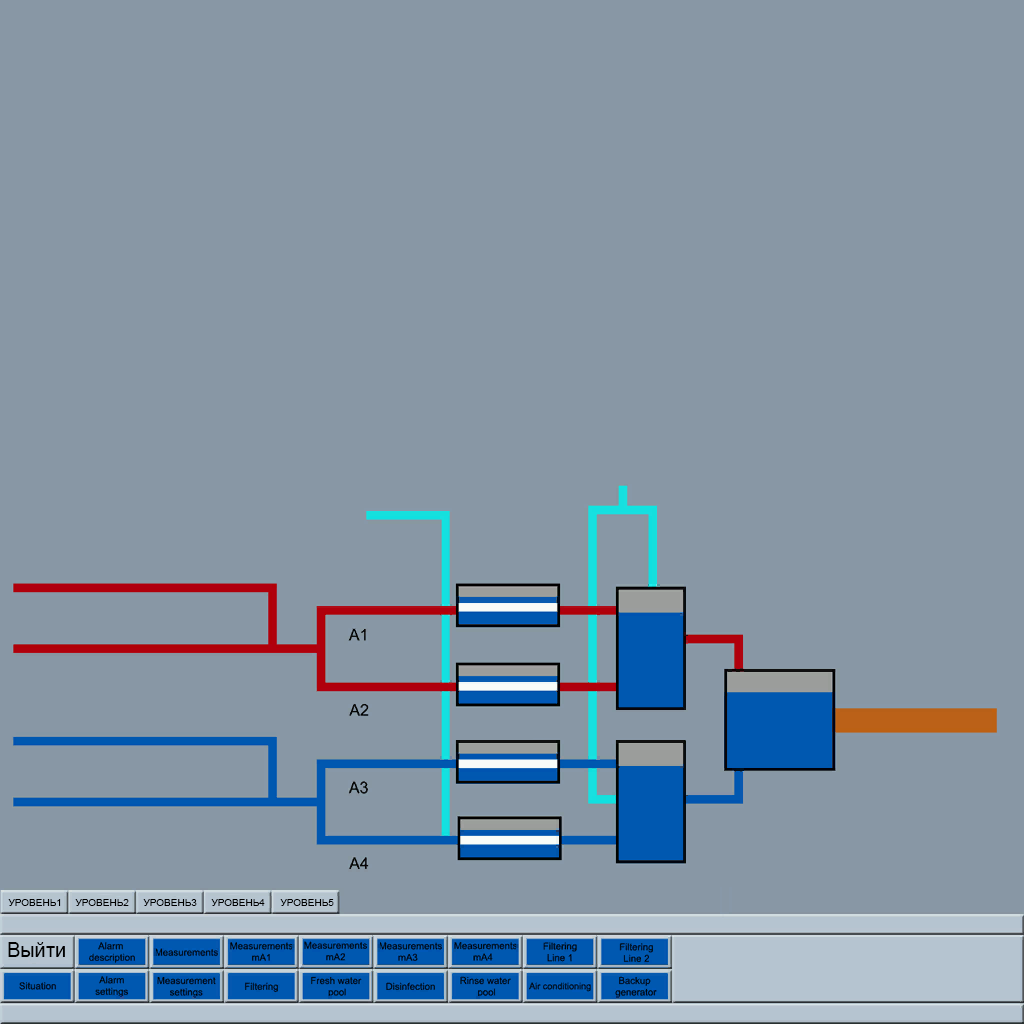 A1
A2
A3
A4
УРОВЕНЬ1 УРОВЕНЬ2 УРОВЕНЬ3 УРОВЕНЬ4 УРОВЕНЬ5
Выйти
Alarm
description
Measurements
Measurements
mA1
Measurements
mA2
Measurements
mA3
Measurements
mA4
Filtering
Line 1
Filtering
Line 2
Situation
Alarm
settings
Measurement
settings
Filtering
Fresh water
pool
Disinfection
Rinse water
pool
Air conditioning
Backup
generator